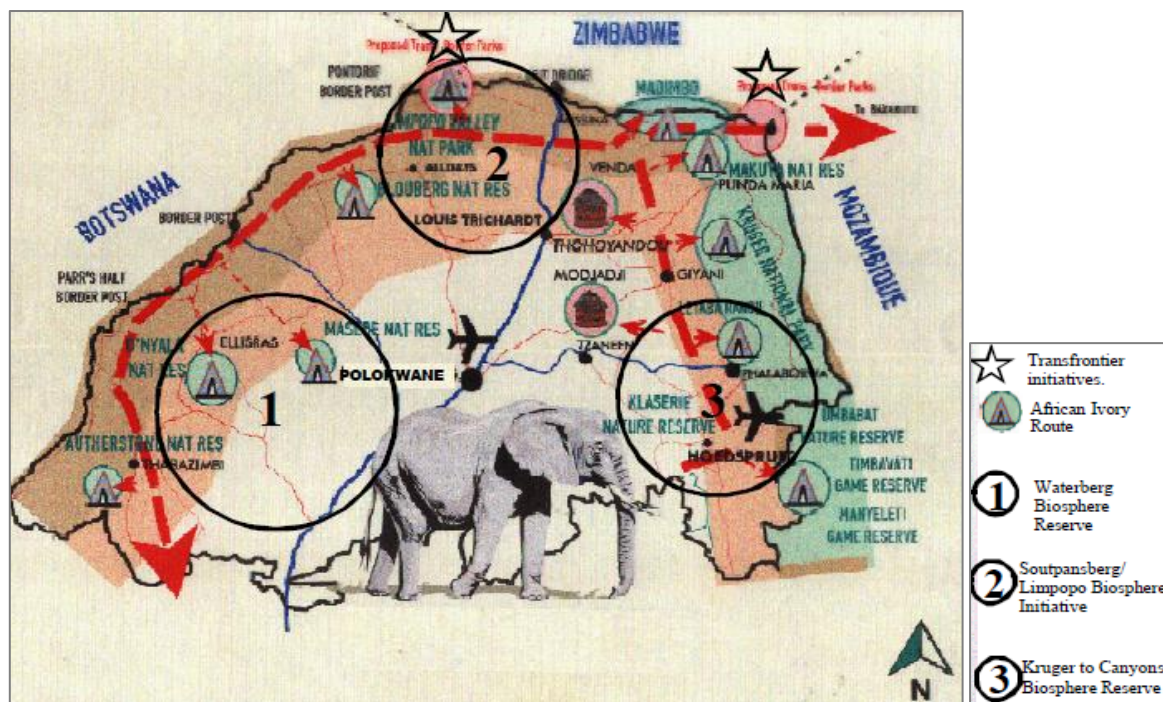 ZIMBABWE
PONTDRIF
BORDER POST
MADIMBO
NAT PARK
2
VENDA
MAKUYA NAT RES
PUNDA MARIA
BOTSWANA
BLOUBERG NAT RES
BORDER POST
LOUIS TRICHARDT
MOZAMBIQUE
THOHOYANDOU
KRUGER NATIONAL PARK
MODJADJI
GIYANI
PARR'S HALT
BORDER POST
MASEBE NAT RES
ELLISRAS
D'NYALA
NAT RES
TZANEEN
POLOKWANE
PHALABORWA
1
3
KLASERIE
NATURE RESERVE
UMBABAT
NATURE RESERVE
HOEDSPRUIT
NAT RES
THABAZIMBI
TIMBAVATI
GAME RESERVE
MANYELETI
GAME RESERVE
N
Transfrontier
initiatives.
African Ivory
Route
1
Waterberg
Biosphere
Reserve
2
Soutpansberg/
Limpopo Biosphere
Initiative
3
Kruger to Canyons
Biosphere Reserve